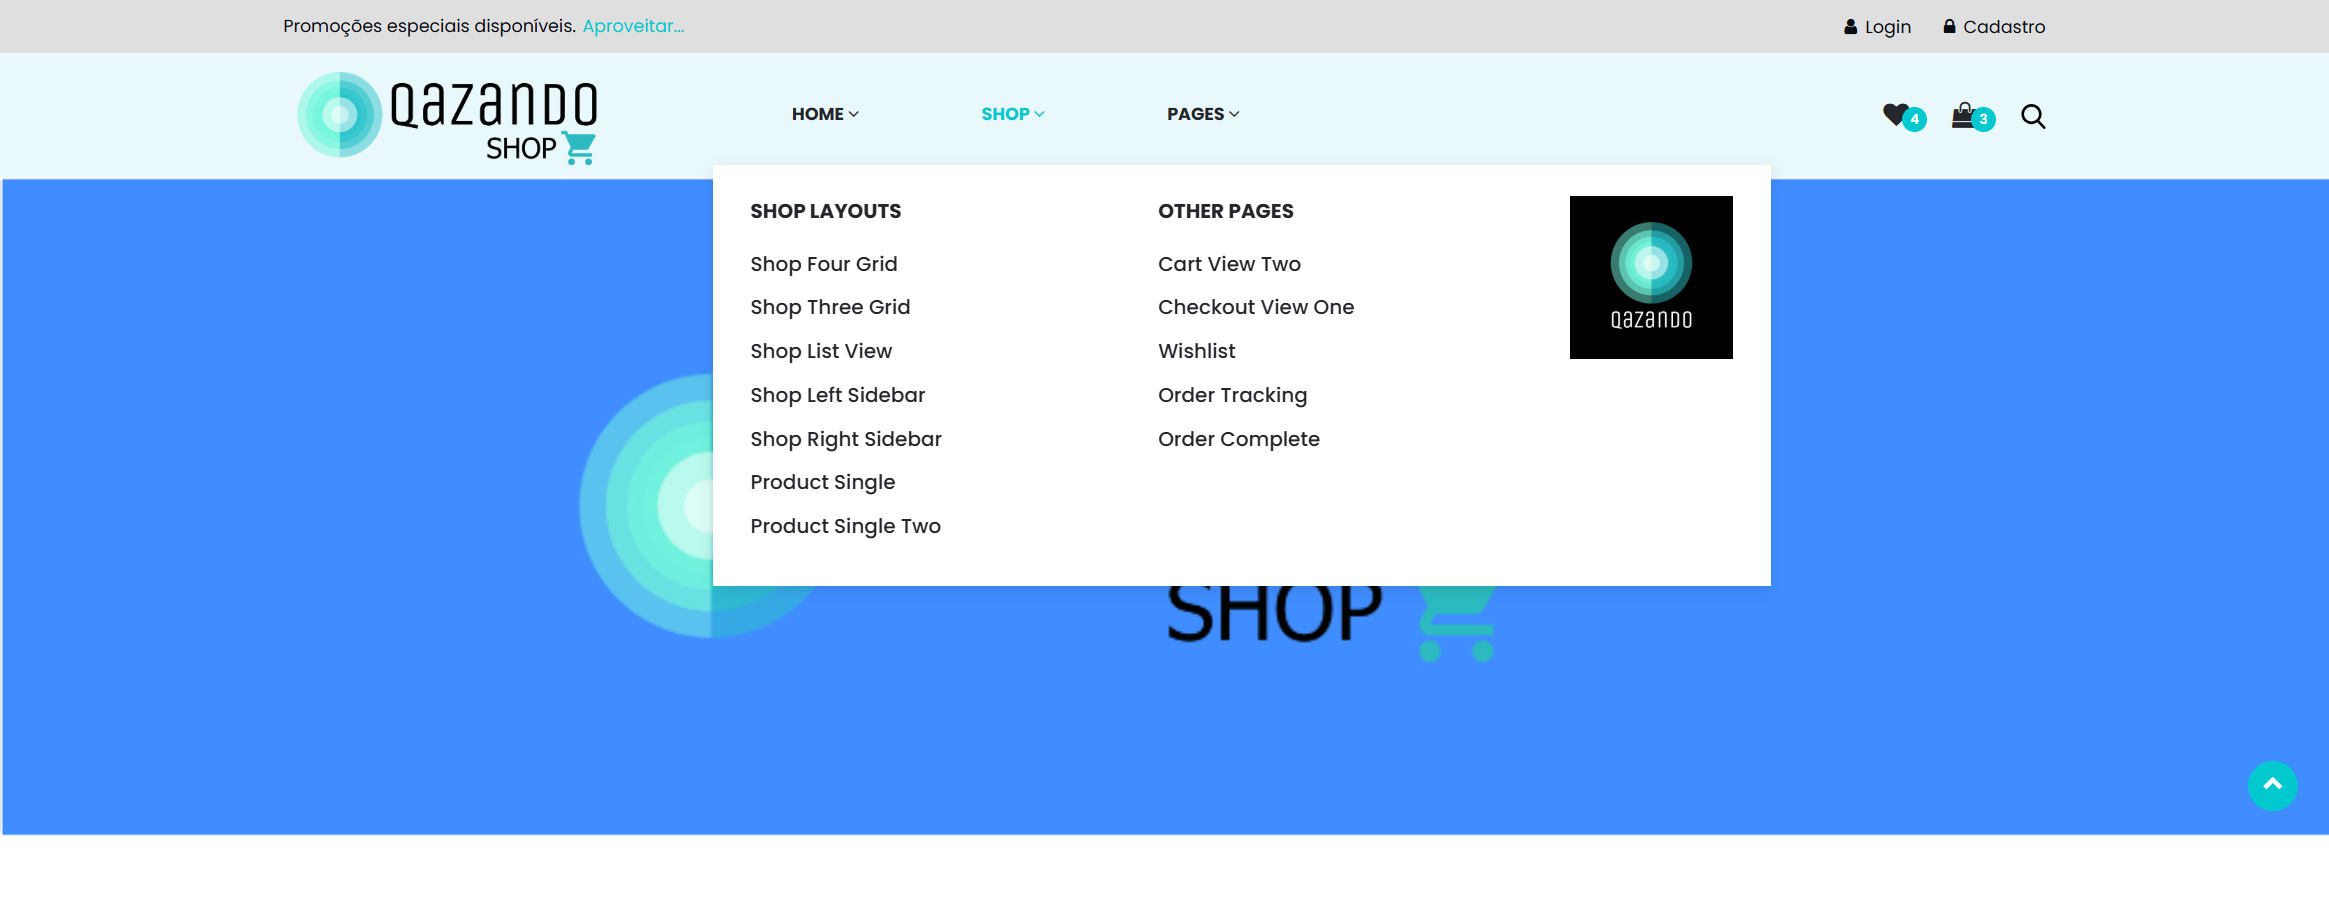 Promoções especiais disponíveis. Aproveitar...
Login
Cadastro
QAZANDO
SHOP
HOME
SHOP
PAGES
4
3
SHOP LAYOUTS
Shop Four Grid
Shop Three Grid
Shop List View
Shop Left Sidebar
Shop Right Sidebar
Product Single
Product Single Two
OTHER PAGES
Cart View Two
Checkout View One
Wishlist
Order Tracking
Order Complete
QAZANDO
SHOP